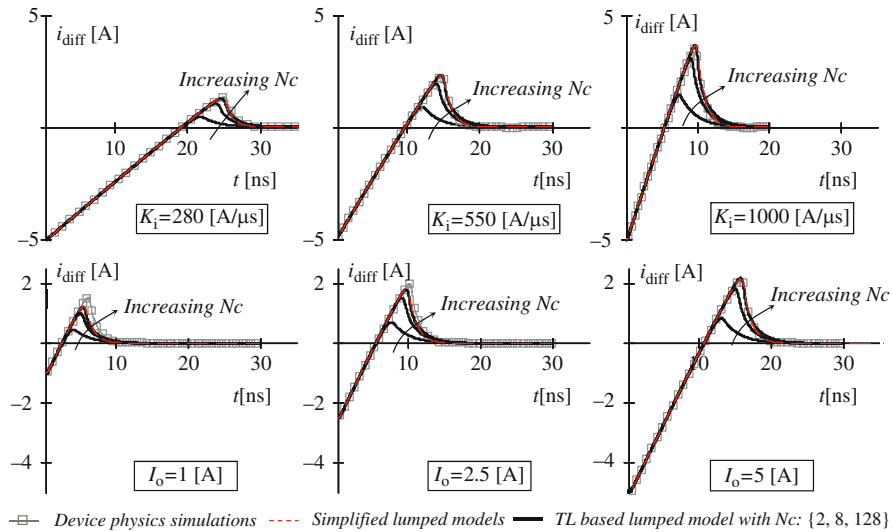 5 i_diff [A]
Increasing Nc
10 20 30
t [ns]
K_i=280 [A/µs]
−5
5 i_diff [A]
Increasing Nc
10 20 30
t[ns]
K_i=550 [A/µs]
5 i_diff [A]
Increasing Nc
10 20 30
t[ns]
K_i=1000 [A/µs]
−5
2 i_diff [A]
Increasing Nc
10 20 30
t[ns]
−2
−4
I_o=1 [A]
2 i_diff [A]
Increasing Nc
10 20 30
t[ns]
−2
−4
I_o=2.5 [A]
2 i_diff [A]
Increasing Nc
10 20 30
t[ns]
−2
−4
I_o=5 [A]
Device physics simulations Simplified lumped models TL based lumped model with Nc: {2, 8, 128}